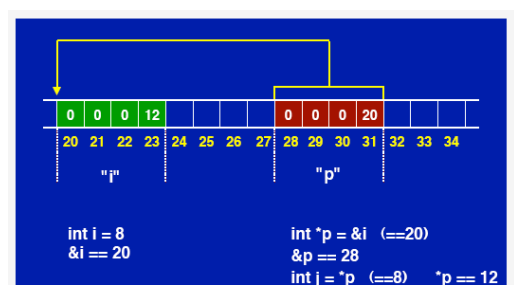 0 0 0 12 0 0 0 20
20 21 22 23 24 25 26 27 28 29 30 31 32 33 34
"i" "p"
int i = 8 int *p = &i (==20)
&i == 20 &p == 28
int j = *p (==8) *p == 12